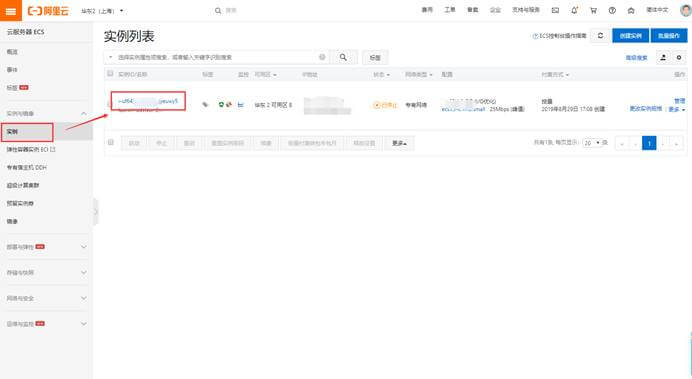 阿里云 华东2（上海） 搜索 费用 工单 备案 企业 支持与服务 简体中文
云服务器 ECS
概览
事件
标签
实例与镜像
实例
弹性容器实例 ECI
专有宿主机 DDH
超级计算集群
预留实例券
镜像
部署与弹性
存储与快照
网络与安全
运维与监控
实例列表
ECS控制台操作指南 创建实例 批量操作
选择实例属性项搜索，或者输入关键字识别搜索 标签 高级搜索
实例ID/名称 标签 监控 可用区 IP地址 状态 网络类型 配置 付费方式 操作
华东 2 可用区 B 已停止 专有网络 I/O优化) 按量 管理
25Mbps (峰值) 2019年8月29日 17:08 创建 更改实例规格 更多
启动 停止 重启 重置实例密码 续费 按量付费转包年包月 释放设置 更多
共有1条, 每页显示: 20 条 « ‹ 1 › »